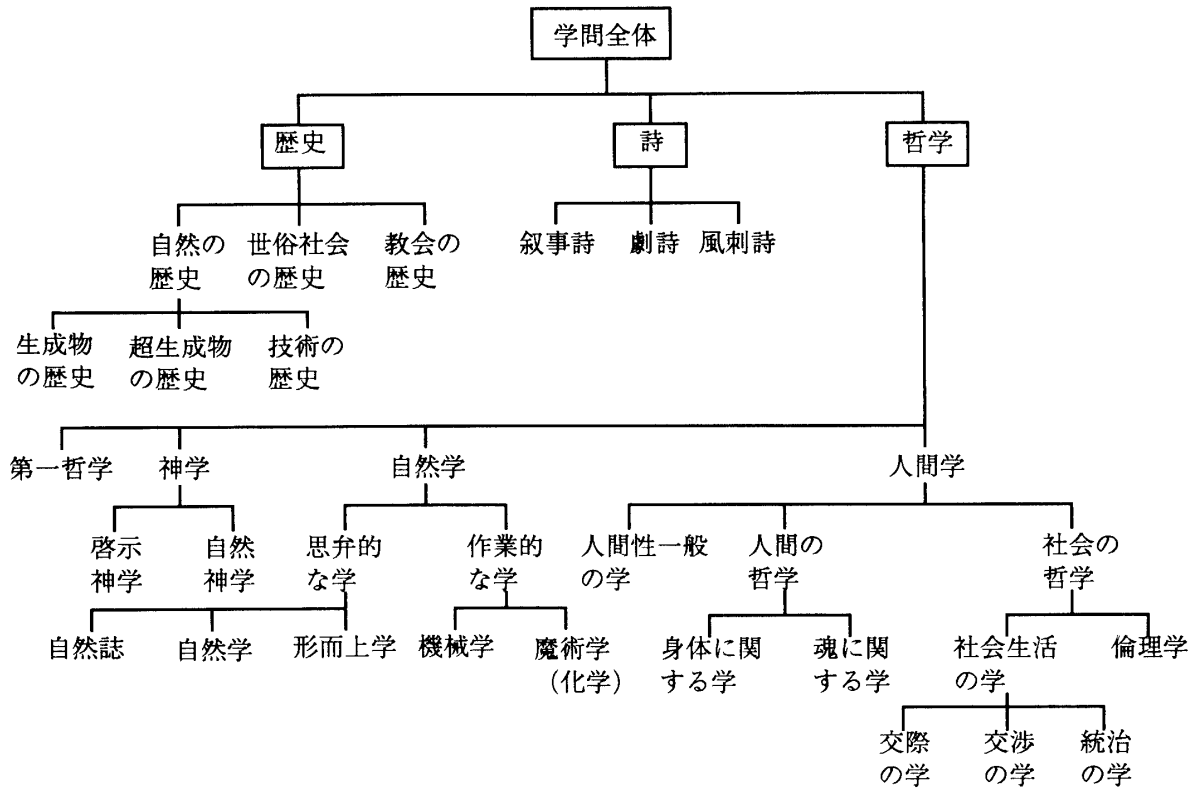 学問全体
歴史
詩
哲学
自然の
歴史
世俗社会
の歴史
教会の
歴史
叙事詩
劇詩
風刺詩
生成物
の歴史
超生成物
の歴史
技術の
歴史
第一哲学
神学
自然学
人間学
啓示
神学
自然
神学
思弁的
な学
作業的
な学
人間性一般
の学
人間の
哲学
社会の
哲学
自然誌
自然学
形而上学
機械学
魔術学
(化学)
身体に関
する学
魂に関
する学
社会生活
の学
倫理学
交際
の学
交渉
の学
統治
の学